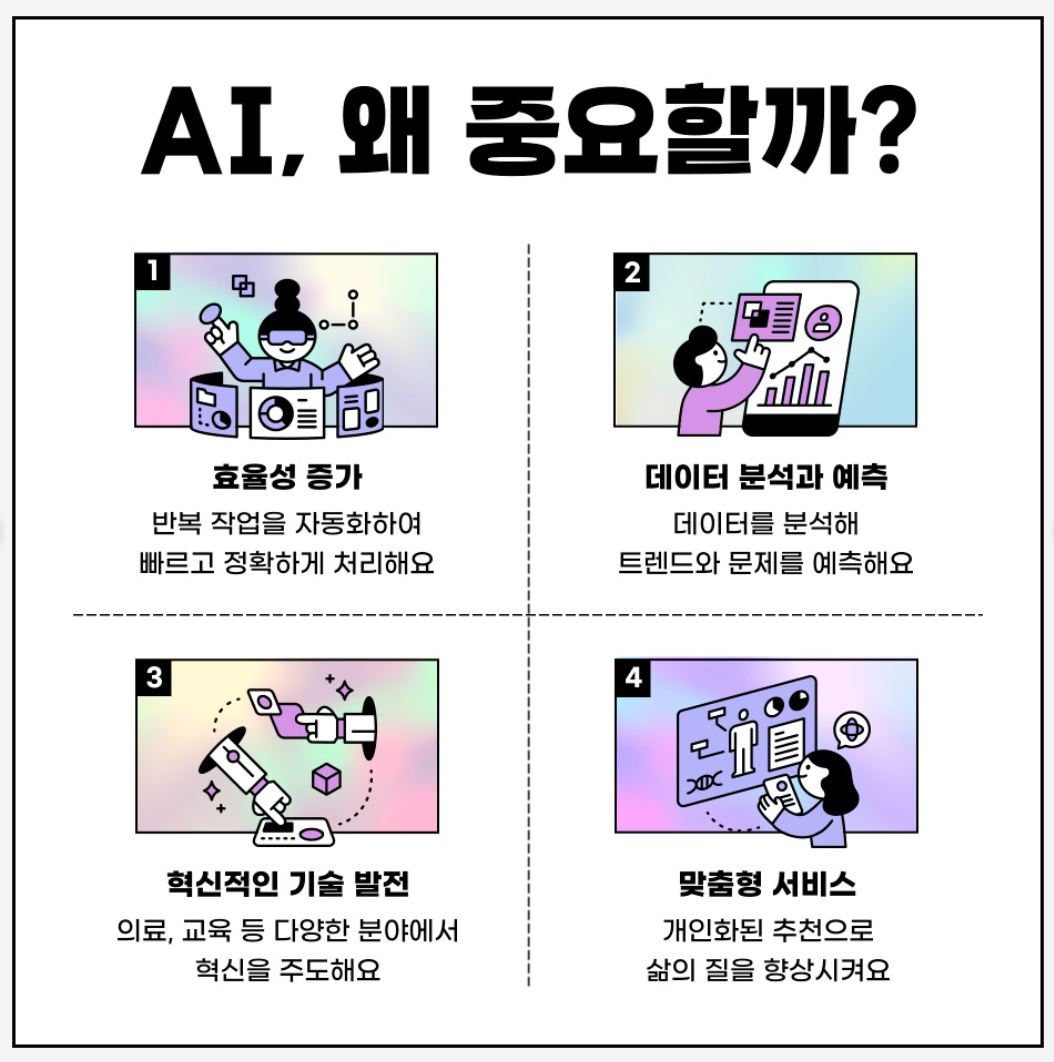 AI, 왜 중요할까?
1
효율성 증가
반복 작업을 자동화하여
빠르고 정확하게 처리해요
2
데이터 분석과 예측
데이터를 분석해
트렌드와 문제를 예측해요
3
혁신적인 기술 발전
의료, 교육 등 다양한 분야에서
혁신을 주도해요
4
맞춤형 서비스
개인화된 추천으로
삶의 질을 향상시켜요